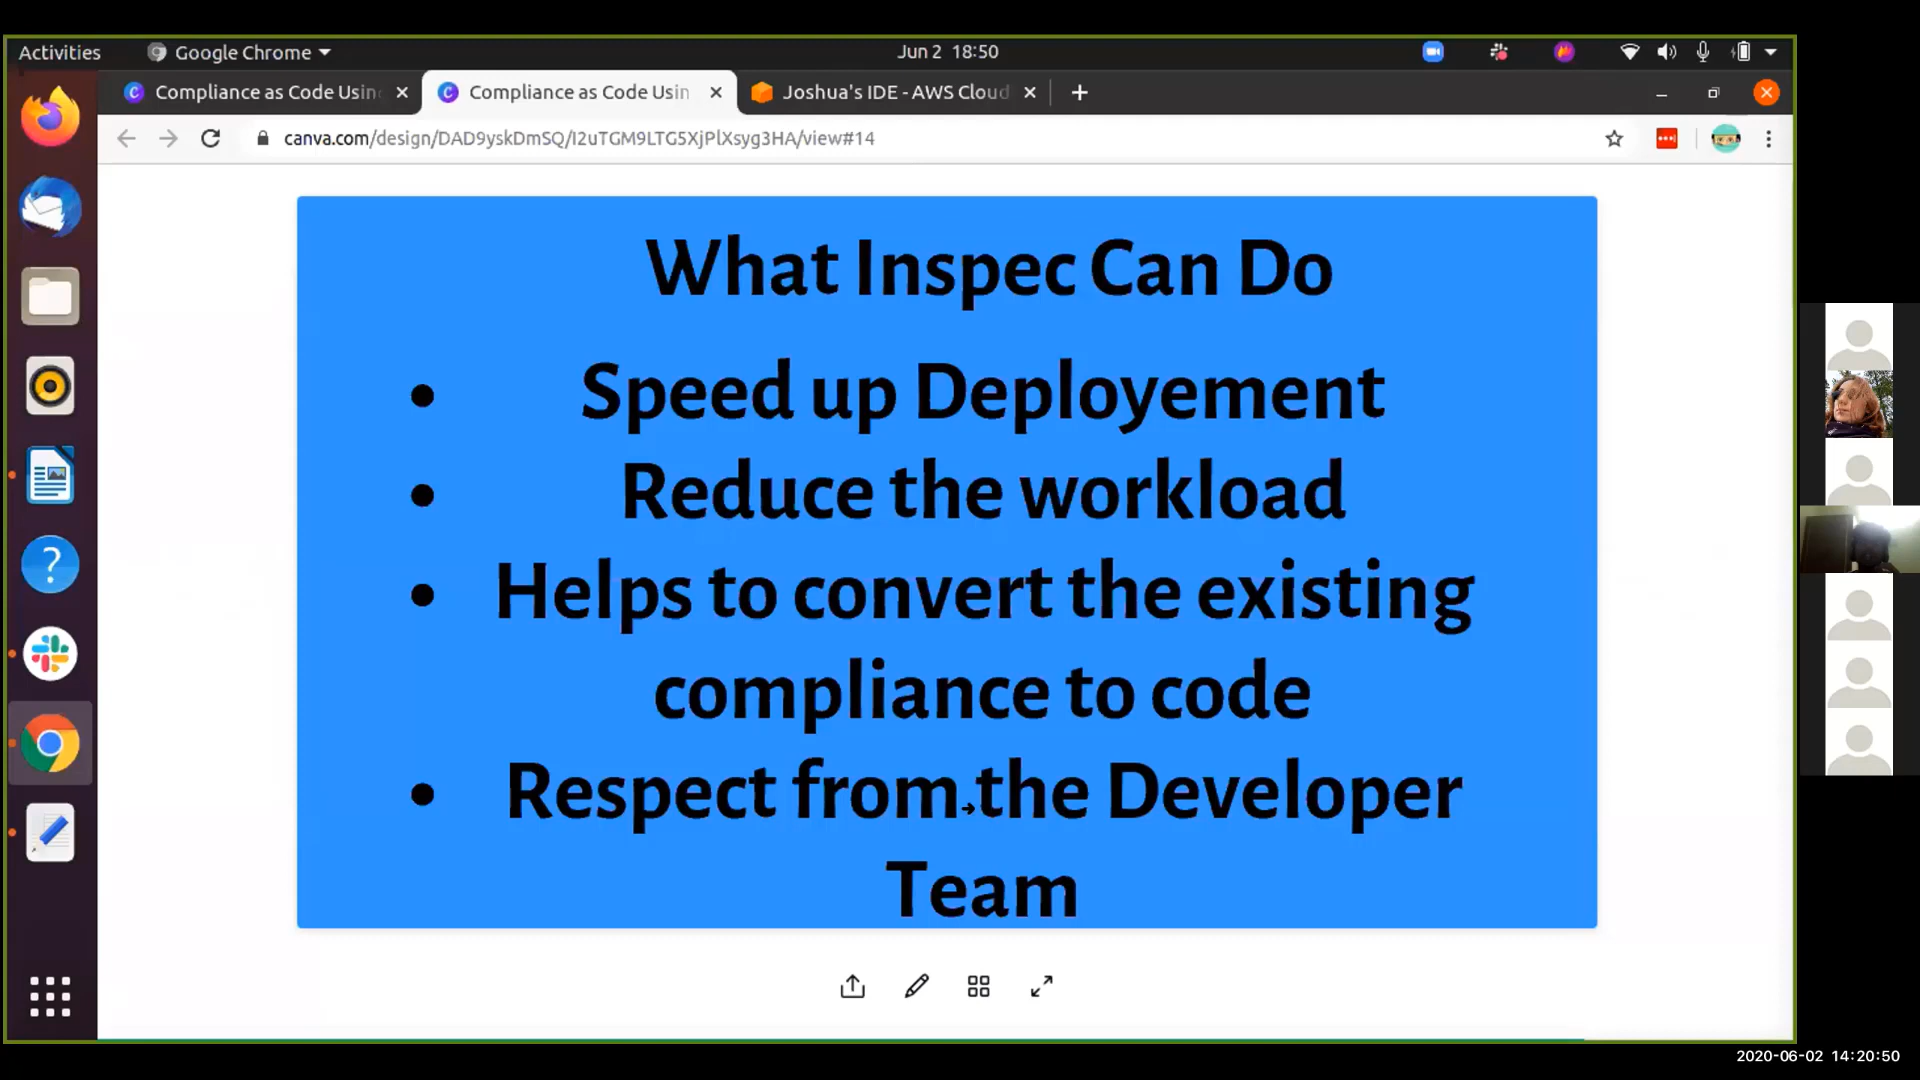 Activities
Google Chrome
Jun 2 18:50
Compliance as Code Usin
Compliance as Code Usin
Joshua's IDE - AWS Cloud
canva.com/design/DAD9yskDmSQ/I2uTGM9LTG5XjPlXsyg3HA/view#14
What Inspec Can Do
• Speed up Deployement
• Reduce the workload
• Helps to convert the existing
compliance to code
• Respect from the Developer
Team
2020-06-02 14:20:50